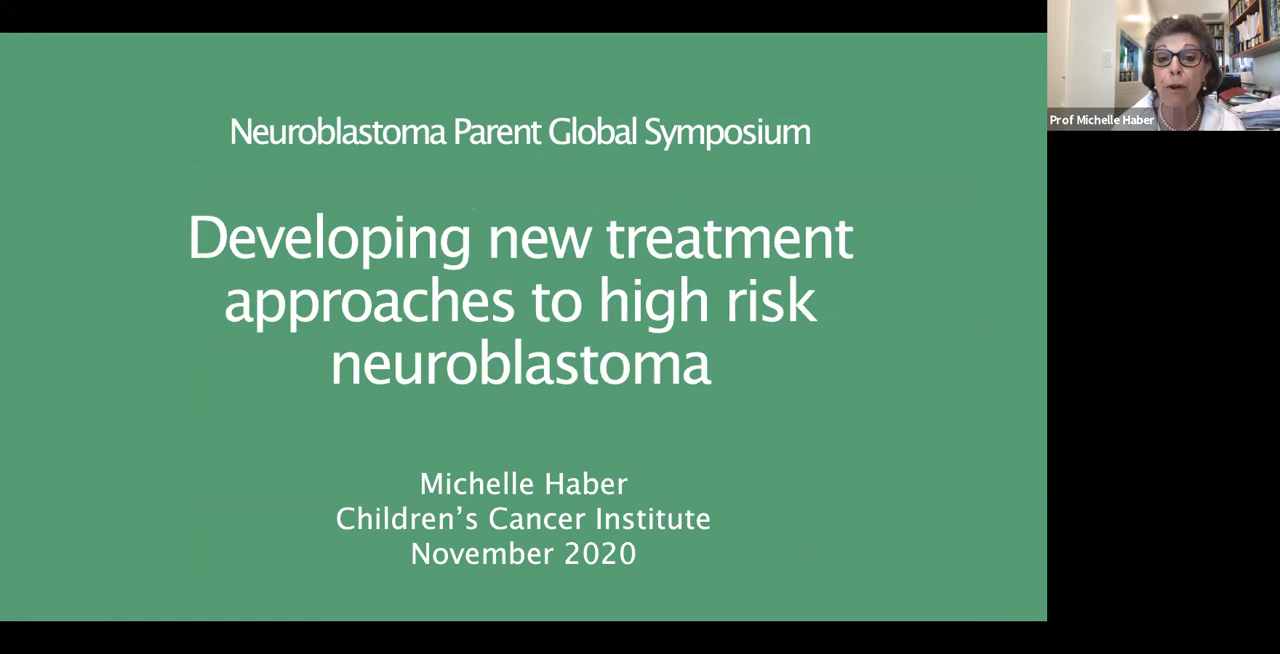 Neuroblastoma Parent Global Symposium
Developing new treatment
approaches to high risk
neuroblastoma
Michelle Haber
Children's Cancer Institute
November 2020
Prof Michelle Haber